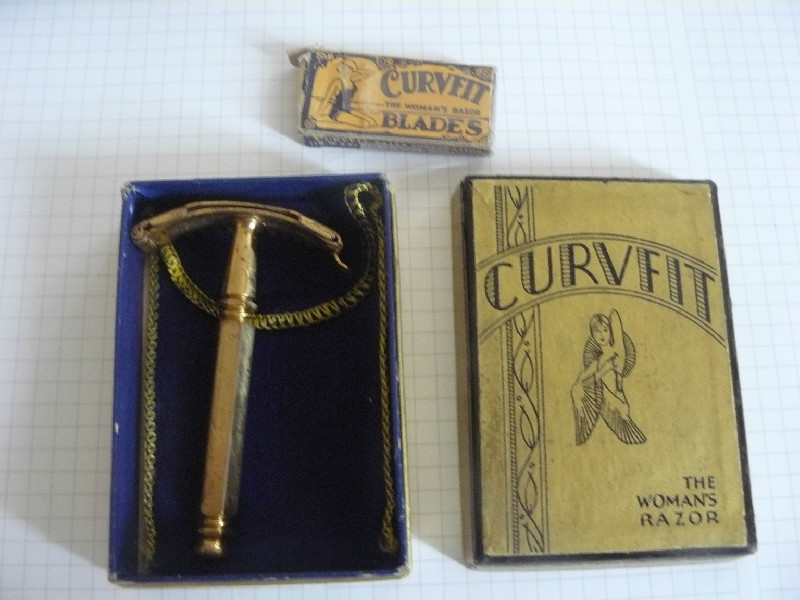 CURVFIT
THE WOMAN'S RAZOR
BLADES
CURVFIT
THE
WOMAN'S
RAZOR